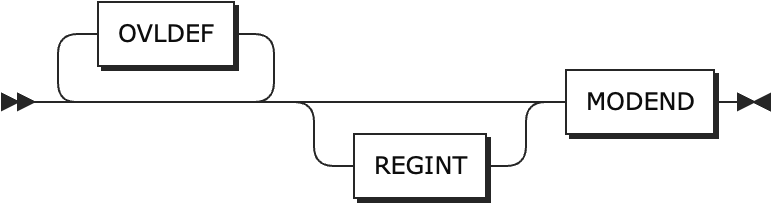 OVLDEF
MODEND
REGINT